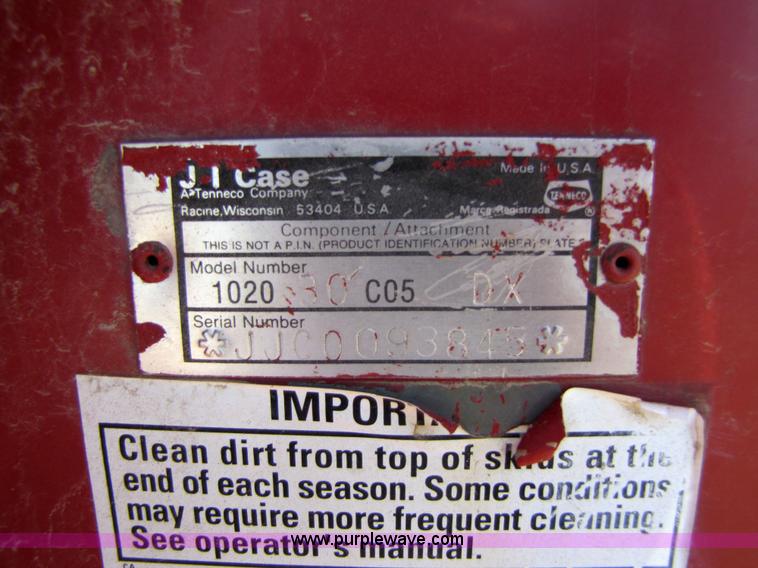 J I Case
Made in U.S.A
A Tenneco Company
Racine, Wisconsin 53404 U.S.A
TENNECO
Marca Registrada ®
Component / Attachment
THIS IS NOT A P.I.N. (PRODUCT IDENTIFICATION NUMBER) PLATE
Model Number
1020 30 C05 DX
Serial Number
*JJC0093845*
IMPORTA
Clean dirt from top of skids at the
end of each season. Some conditions
may require more frequent cleaning.
See operator's manual.
www.purplewave.com